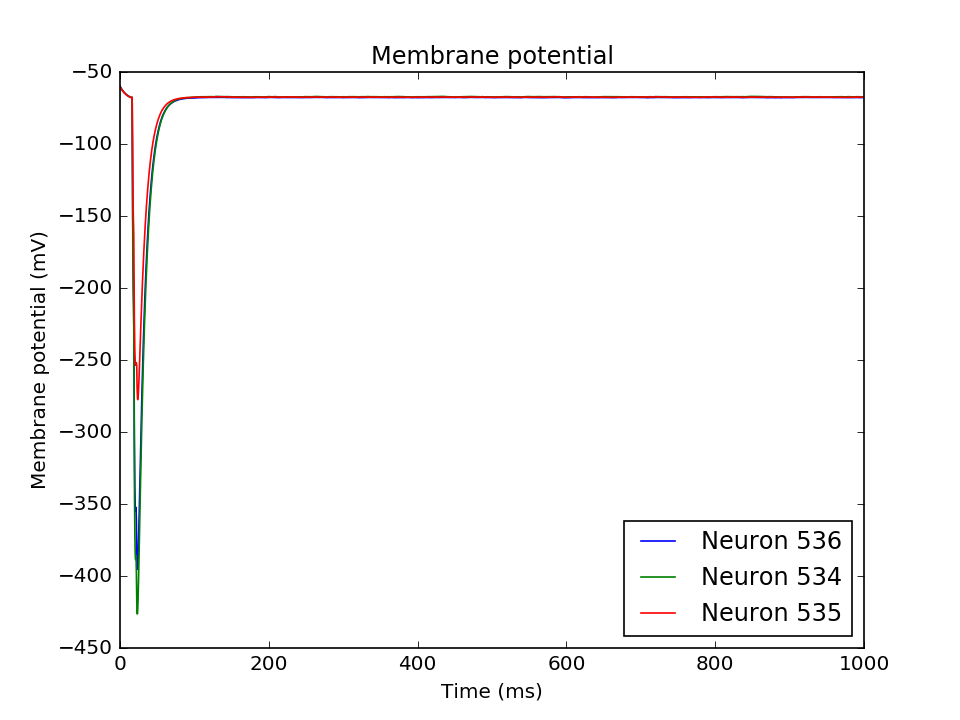 Membrane potential
Membrane potential (mV)
−50
−100
−150
−200
−250
−300
−350
−400
−450
0 200 400 600 800 1000
Time (ms)
Neuron 536
Neuron 534
Neuron 535